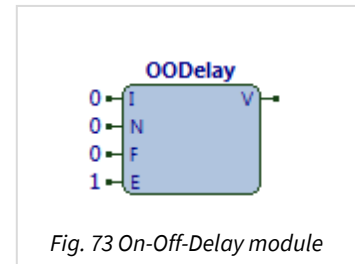 OODelay
0 I V
0 N
0 F
1 E
Fig. 73 On-Off-Delay module